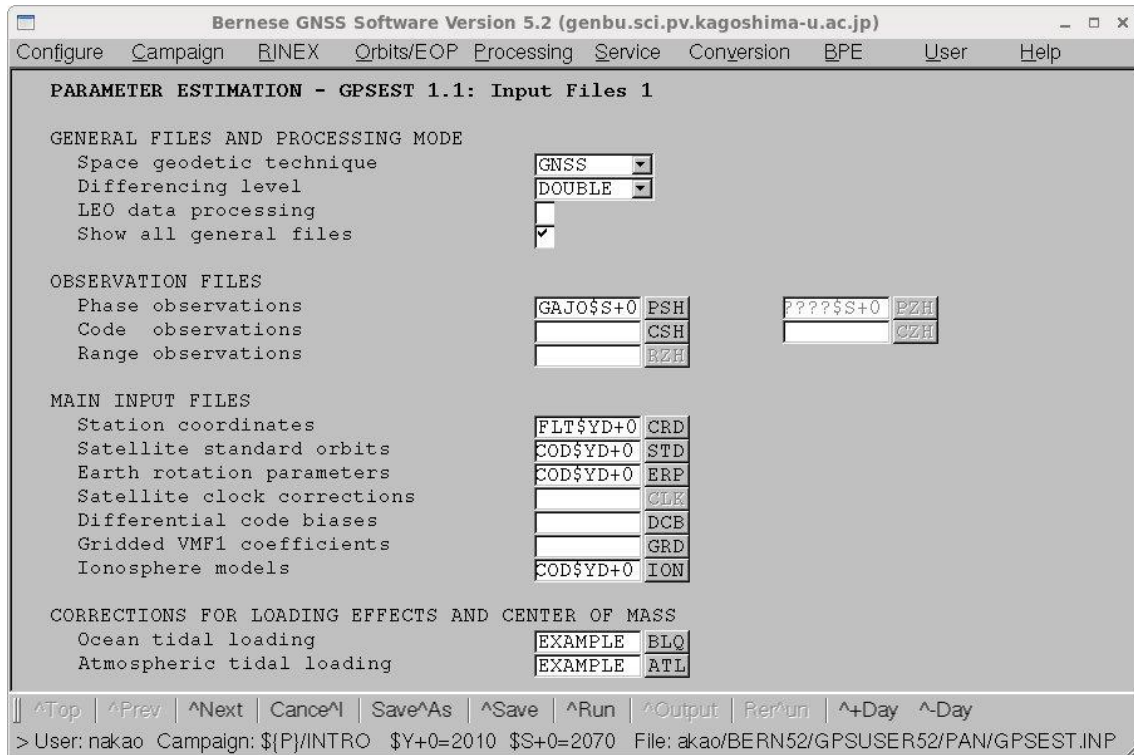 Bernese GNSS Software Version 5.2 (genbu.sci.pv.kagoshima-u.ac.jp)
Configure Campaign RINEX Orbits/EOP Processing Service Conversion BPE User Help
PARAMETER ESTIMATION - GPSEST 1.1: Input Files 1
GENERAL FILES AND PROCESSING MODE
Space geodetic technique GNSS
Differencing level DOUBLE
LEO data processing
Show all general files
OBSERVATION FILES
Phase observations GAJO$S+0 PSH ????$S+0 PZH
Code observations CSH CZH
Range observations RZH
MAIN INPUT FILES
Station coordinates FLT$YD+0 CRD
Satellite standard orbits COD$YD+0 STD
Earth rotation parameters COD$YD+0 ERP
Satellite clock corrections CLK
Differential code biases DCB
Gridded VMF1 coefficients GRD
Ionosphere models COD$YD+0 ION
CORRECTIONS FOR LOADING EFFECTS AND CENTER OF MASS
Ocean tidal loading EXAMPLE BLQ
Atmospheric tidal loading EXAMPLE ATL
^Top | ^Prev | ^Next | Cance^l | Save^As | ^Save | ^Run | ^Output | Rer^un | ^+Day ^-Day
> User: nakao Campaign: ${P}/INTRO $Y+0=2010 $S+0=2070 File: akao/BERN52/GPSUSER52/PAN/GPSEST.INP